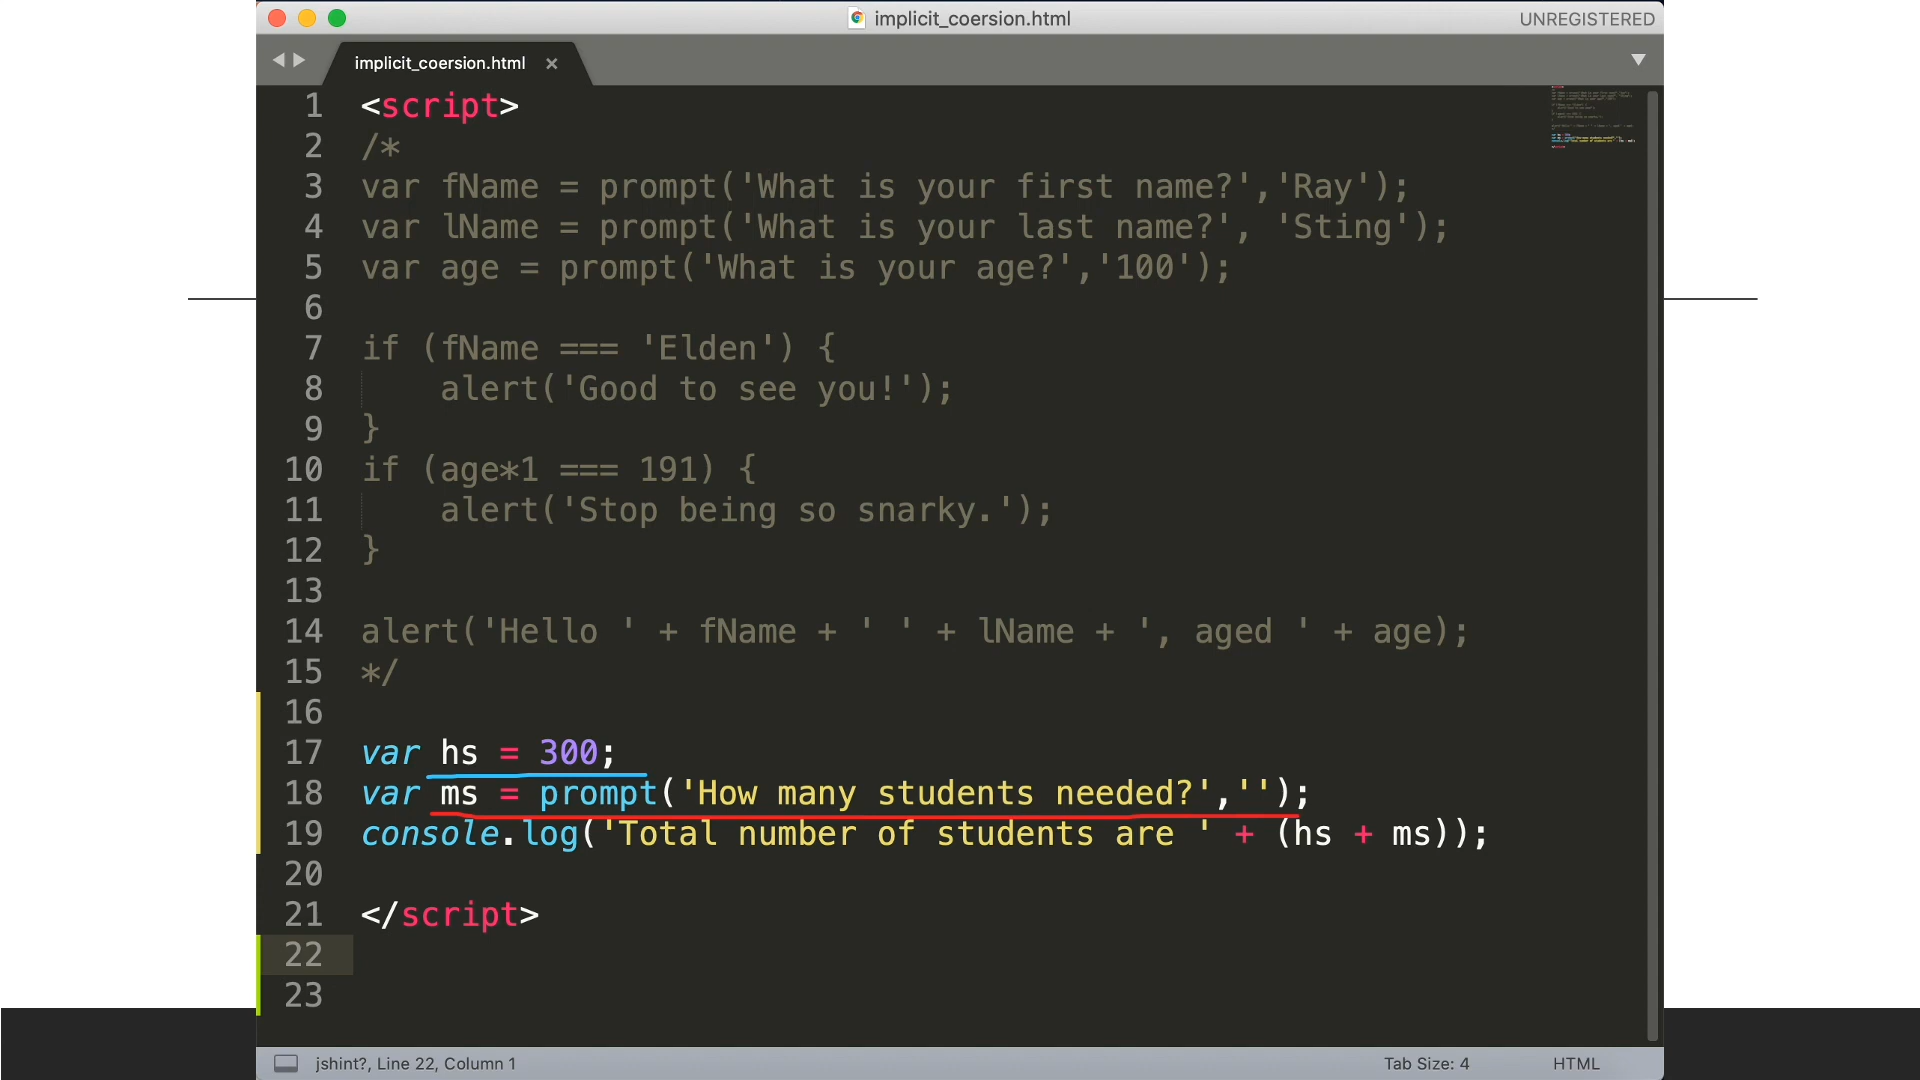 implicit_coersion.html
UNREGISTERED
implicit_coersion.html ×
1 <script>
2 /*
3 var fName = prompt('What is your first name?','Ray');
4 var lName = prompt('What is your last name?', 'Sting');
5 var age = prompt('What is your age?','100');
6
7 if (fName === 'Elden') {
8     alert('Good to see you!');
9 }
10 if (age*1 === 191) {
11     alert('Stop being so snarky.');
12 }
13
14 alert('Hello ' + fName + ' ' + lName + ', aged ' + age);
15 */
16
17 var hs = 300;
18 var ms = prompt('How many students needed?','');
19 console.log('Total number of students are ' + (hs + ms));
20
21 </script>
22
23
jshint?, Line 22, Column 1
Tab Size: 4
HTML